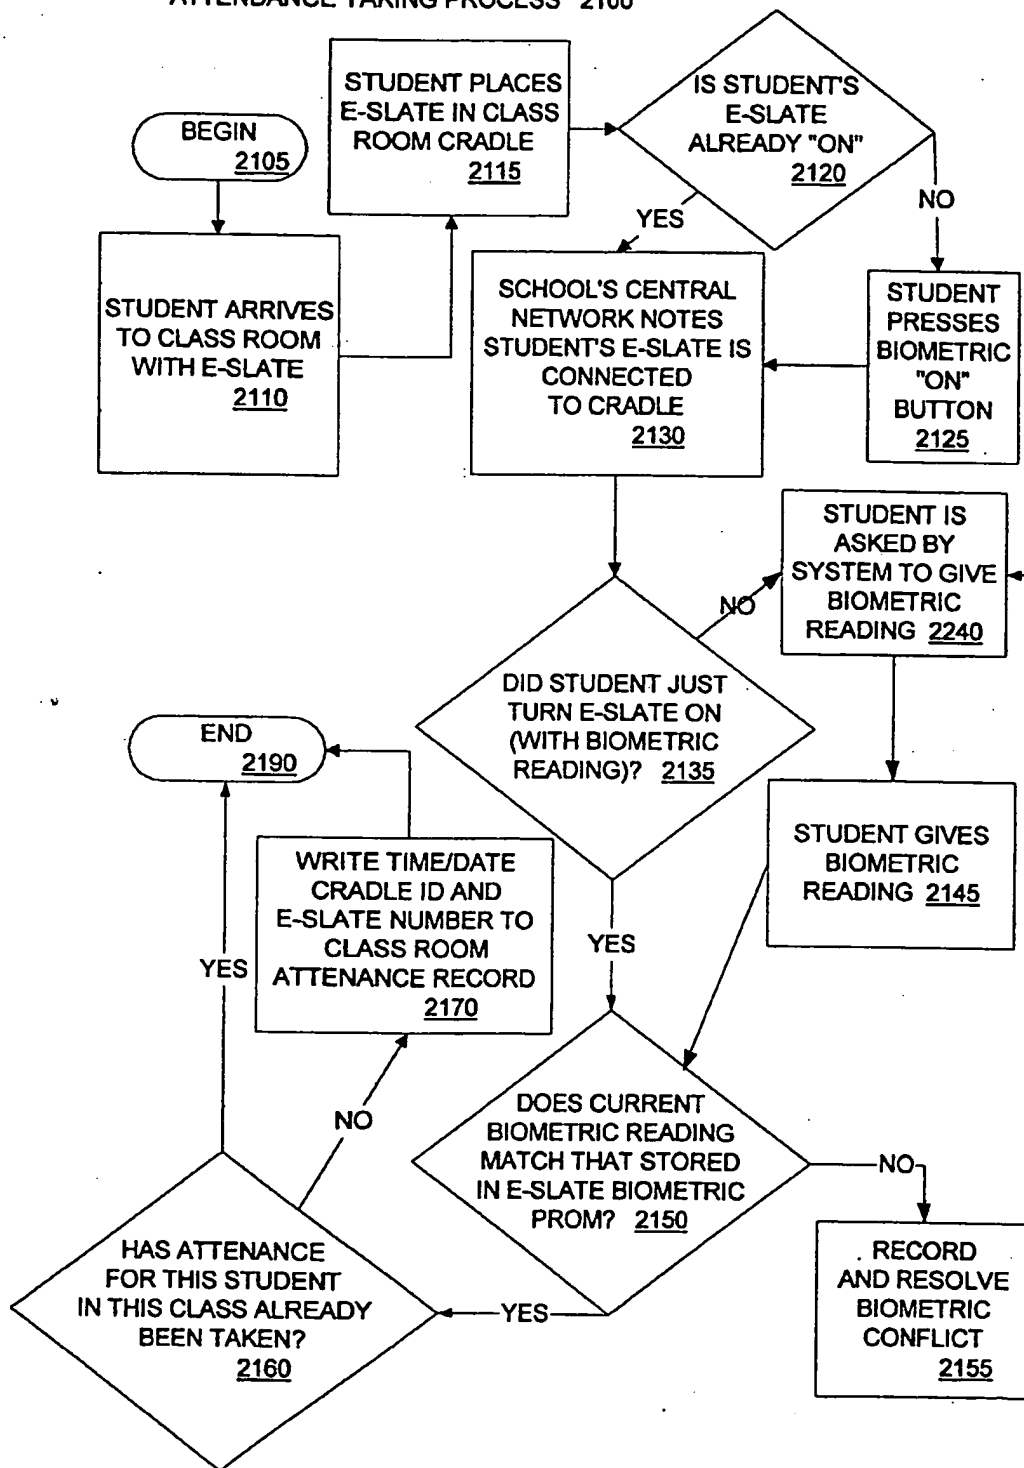 ATTENDANCE TAKING PROCESS 2100
BEGIN
2105
STUDENT ARRIVES
TO CLASS ROOM
WITH E-SLATE
2110
STUDENT PLACES
E-SLATE IN CLASS
ROOM CRADLE
2115
IS STUDENT'S
E-SLATE
ALREADY "ON"
2120
YES
NO
STUDENT
PRESSES
BIOMETRIC
"ON"
BUTTON
2125
SCHOOL'S CENTRAL
NETWORK NOTES
STUDENT'S E-SLATE IS
CONNECTED
TO CRADLE
2130
DID STUDENT JUST
TURN E-SLATE ON
(WITH BIOMETRIC
READING)? 2135
NO
STUDENT IS
ASKED BY
SYSTEM TO GIVE
BIOMETRIC
READING 2240
STUDENT GIVES
BIOMETRIC
READING 2145
YES
DOES CURRENT
BIOMETRIC READING
MATCH THAT STORED
IN E-SLATE BIOMETRIC
PROM? 2150
NO
RECORD
AND RESOLVE
BIOMETRIC
CONFLICT
2155
YES
HAS ATTENANCE
FOR THIS STUDENT
IN THIS CLASS ALREADY
BEEN TAKEN?
2160
NO
WRITE TIME/DATE
CRADLE ID AND
E-SLATE NUMBER TO
CLASS ROOM
ATTENANCE RECORD
2170
YES
END
2190